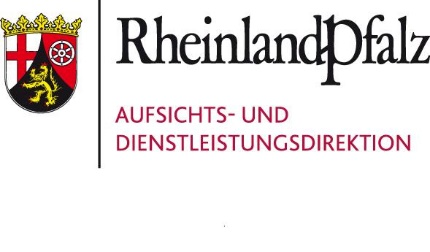 RheinlandPfalz
AUFSICHTS- UND
DIENSTLEISTUNGSDIREKTION